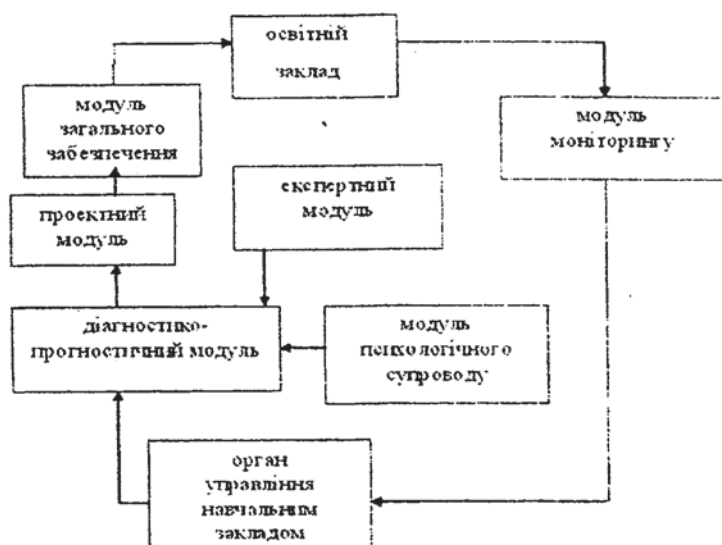 освітній
заклад
модуль
загального
забезпечення
модуль
моніторингу
проектний
модуль
експертний
модуль
діагностико-
прогностичний модуль
модуль
психологічного
супроводу
орган
управління
навчальним
закладом